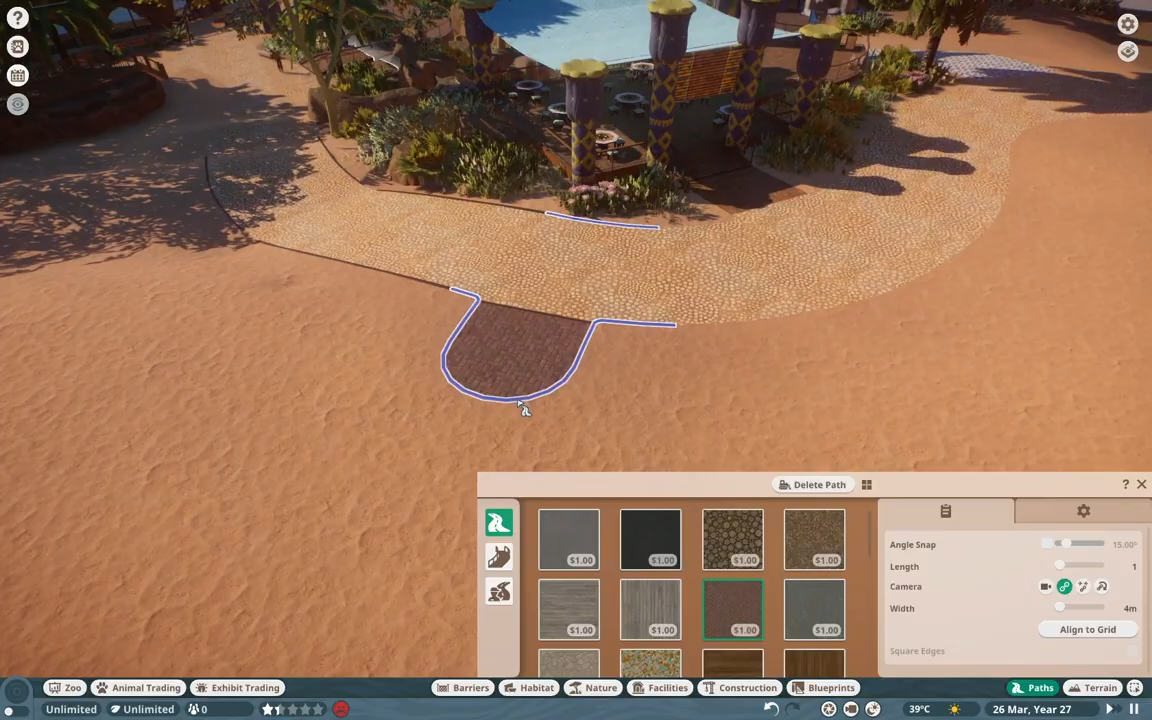 ?
Delete Path
? X
$1.00 $1.00 $1.00 $1.00
$1.00 $1.00 $1.00 $1.00
Angle Snap 15.00°
Length 1
Camera
Width 4m
Align to Grid
Square Edges
Zoo Animal Trading Exhibit Trading Barriers Habitat Nature Facilities Construction Blueprints Paths Terrain
Unlimited Unlimited 0 39°C 26 Mar, Year 27